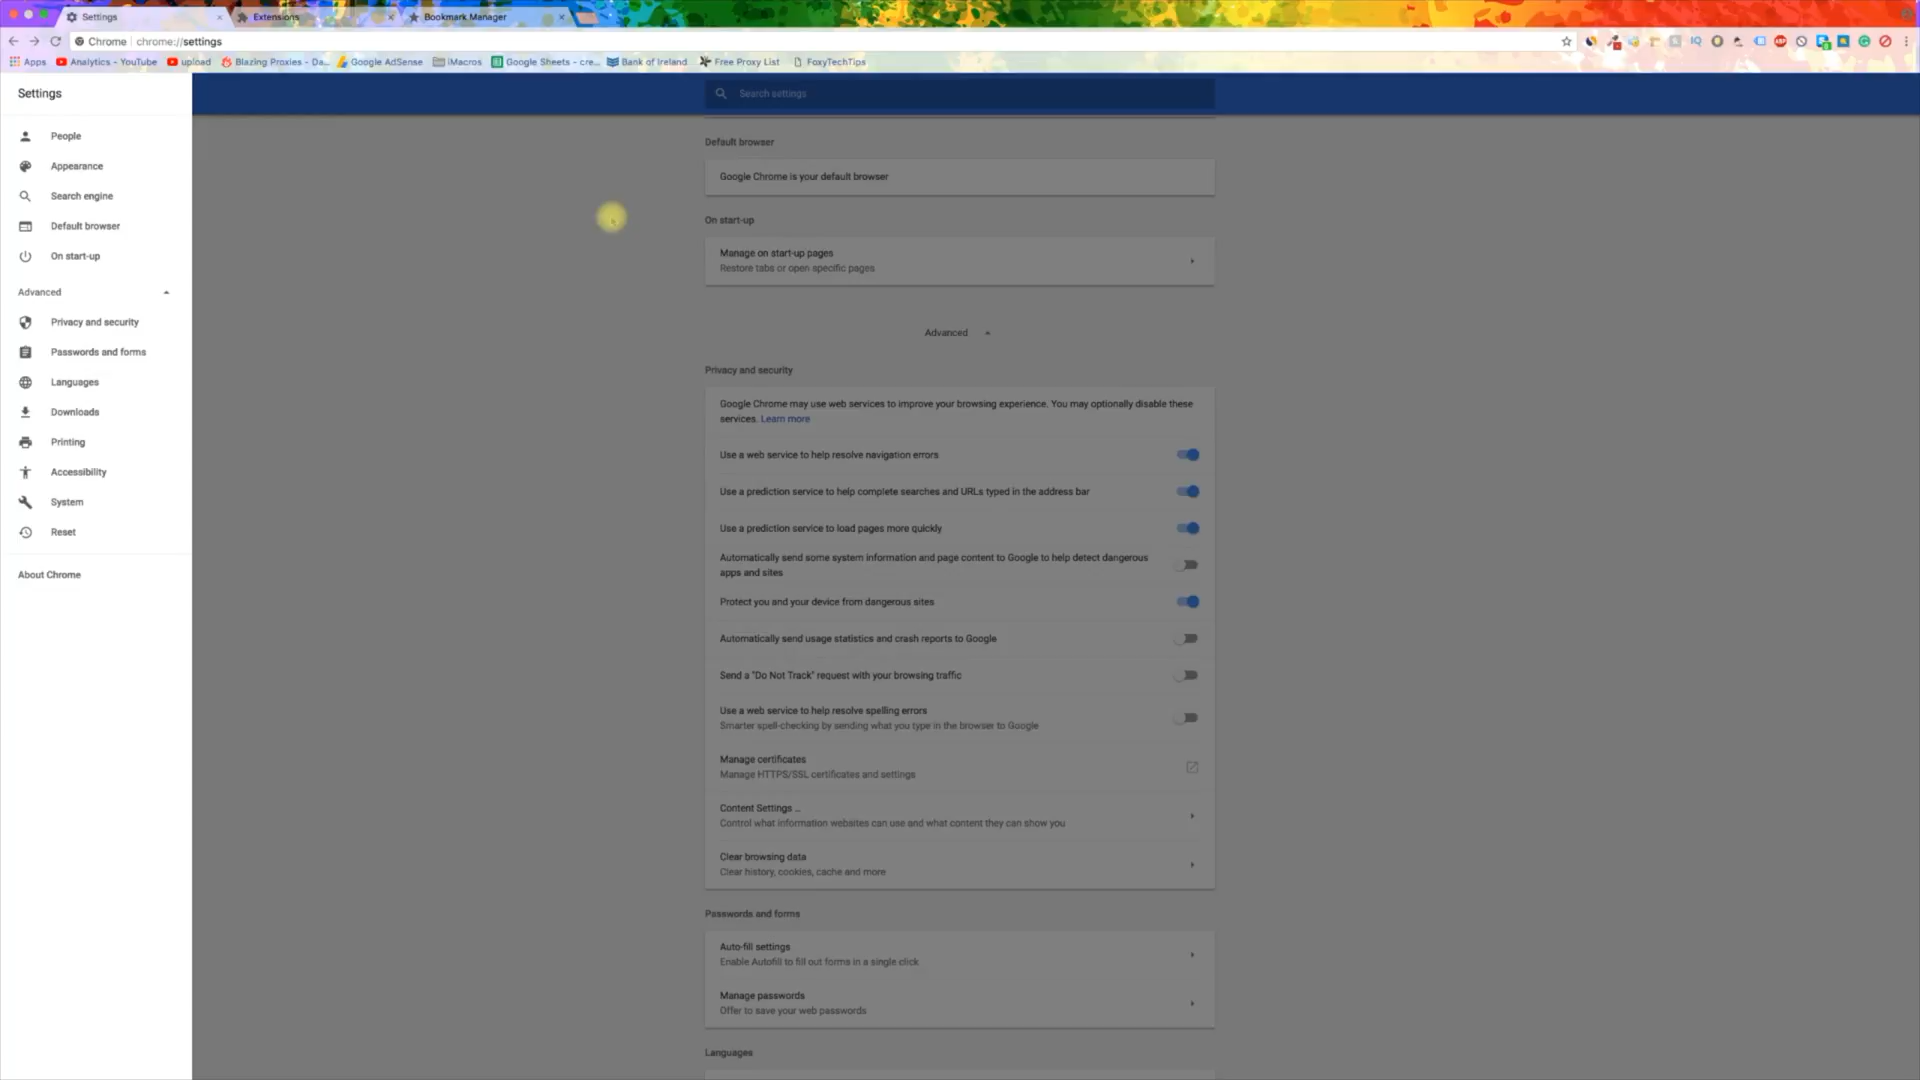 Settings
Extensions
Bookmark Manager
Chrome
chrome://settings
IQ
ABP
Apps
Analytics - YouTube
upload
Blazing Proxies - Da...
Google AdSense
iMacros
Google Sheets - cre...
Bank of Ireland
Free Proxy List
FoxyTechTips
Settings
Search settings
People
Appearance
Search engine
Default browser
On start-up
Advanced
Privacy and security
Passwords and forms
Languages
Downloads
Printing
Accessibility
System
Reset
About Chrome
Default browser
Google Chrome is your default browser
On start-up
Manage on start-up pages
Restore tabs or open specific pages
Advanced
Privacy and security
Google Chrome may use web services to improve your browsing experience. You may optionally disable these
services. Learn more
Use a web service to help resolve navigation errors
Use a prediction service to help complete searches and URLs typed in the address bar
Use a prediction service to load pages more quickly
Automatically send some system information and page content to Google to help detect dangerous
apps and sites
Protect you and your device from dangerous sites
Automatically send usage statistics and crash reports to Google
Send a "Do Not Track" request with your browsing traffic
Use a web service to help resolve spelling errors
Smarter spell-checking by sending what you type in the browser to Google
Manage certificates
Manage HTTPS/SSL certificates and settings
Content Settings ...
Control what information websites can use and what content they can show you
Clear browsing data
Clear history, cookies, cache and more
Passwords and forms
Auto-fill settings
Enable Autofill to fill out forms in a single click
Manage passwords
Offer to save your web passwords
Languages